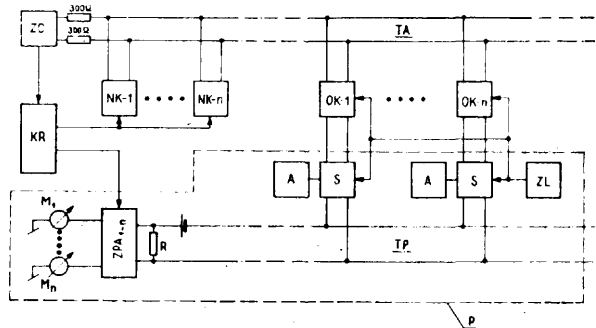 300Ω
ZC
300Ω
TA
NK-1
NK-n
OK-1
OK-n
KR
A
S
A
S
ZL
M₁
ZPA₁₋ₙ
R
TP
Mₙ
P